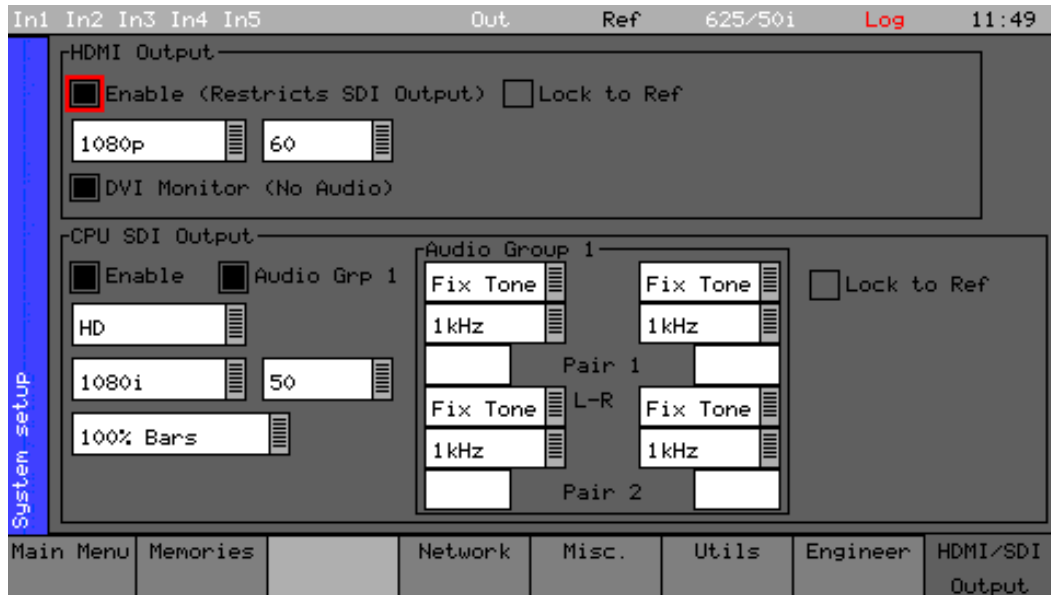 In1 In2 In3 In4 In5 Out Ref 625/50i Log 11:49
HDMI Output
Enable (Restricts SDI Output) Lock to Ref
1080p 60
DVI Monitor (No Audio)
CPU SDI Output
Enable Audio Grp 1
HD
1080i 50
100% Bars
Audio Group 1
Fix Tone Fix Tone
1kHz 1kHz
Pair 1
L-R
Fix Tone Fix Tone
1kHz 1kHz
Pair 2
Lock to Ref
System setup
Main Menu Memories Network Misc. Utils Engineer HDMI/SDI
Output